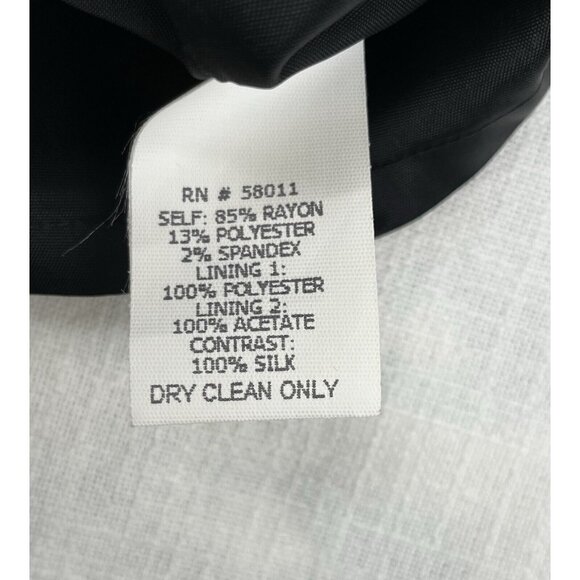 RN # 58011
SELF: 85% RAYON
13% POLYESTER
2% SPANDEX
LINING 1:
100% POLYESTER
LINING 2:
100% ACETATE
CONTRAST:
100% SILK
DRY CLEAN ONLY